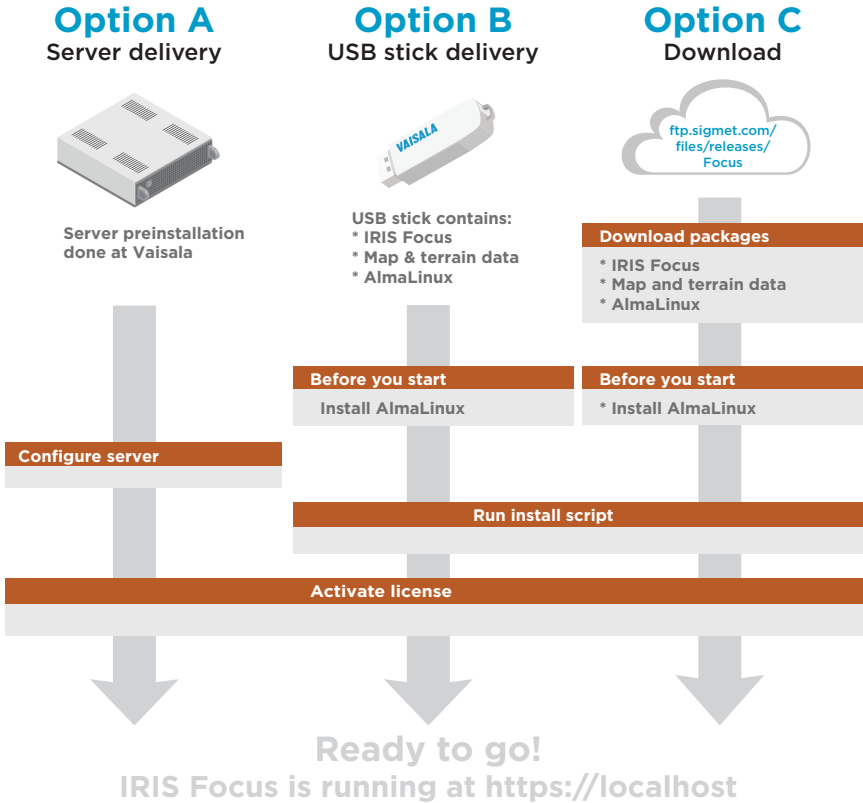 Option A
Server delivery
Server preinstallation
done at Vaisala
Option B
USB stick delivery
VAISALA
USB stick contains:
* IRIS Focus
* Map & terrain data
* AlmaLinux
Option C
Download
ftp.sigmet.com/
files/releases/
Focus
Download packages
* IRIS Focus
* Map and terrain data
* AlmaLinux
Before you start
Install AlmaLinux
Before you start
* Install AlmaLinux
Configure server
Run install script
Activate license
Ready to go!
IRIS Focus is running at https://localhost